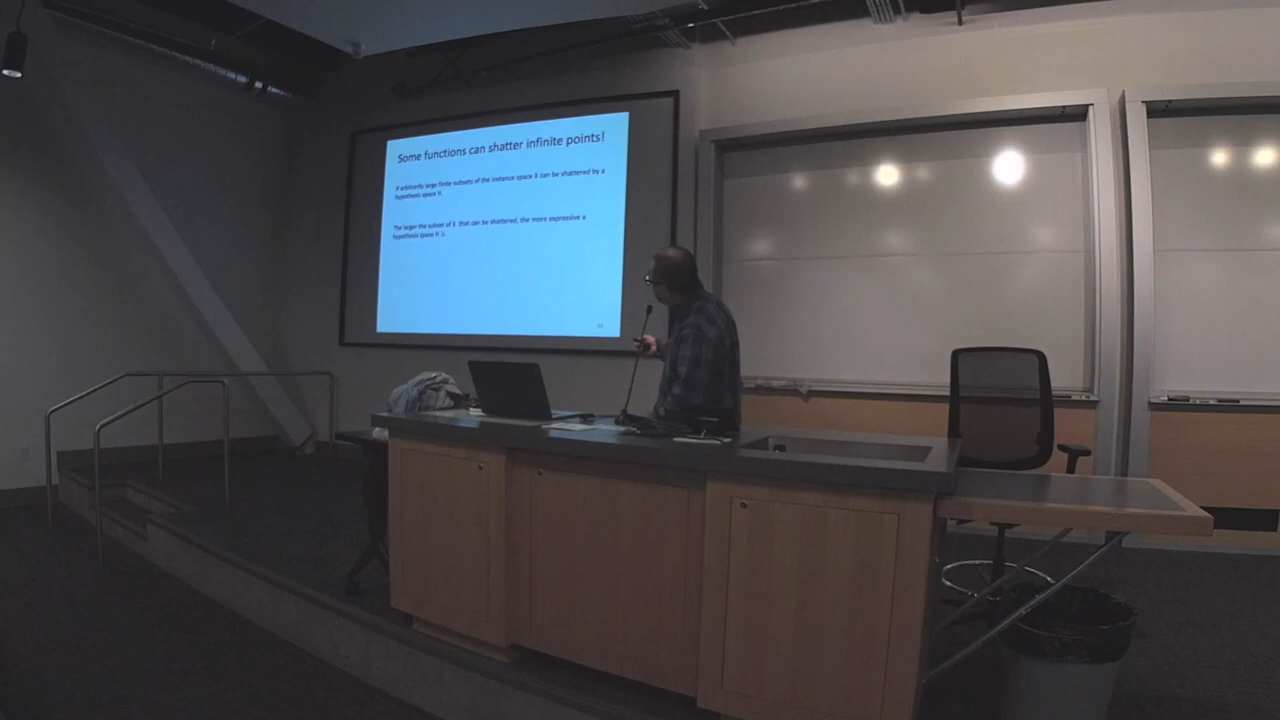 Some functions can shatter infinite points!
If arbitrarily large finite subsets of the instance space X can be shattered by a
hypothesis space H.
The larger the subset of X that can be shattered, the more expressive a
hypothesis space H is